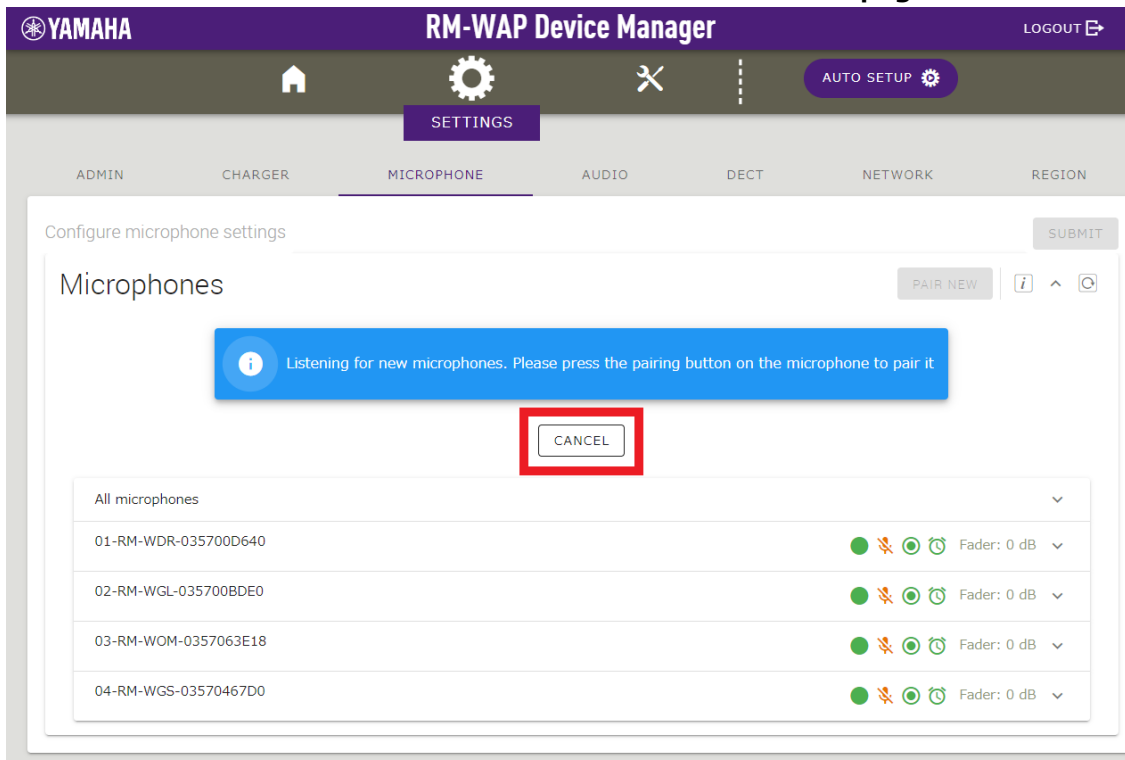 YAMAHA
RM-WAP Device Manager
LOGOUT
AUTO SETUP
SETTINGS
ADMIN CHARGER MICROPHONE AUDIO DECT NETWORK REGION
Configure microphone settings
SUBMIT
Microphones
PAIR NEW
i
Listening for new microphones. Please press the pairing button on the microphone to pair it
CANCEL
All microphones
01-RM-WDR-035700D640 Fader: 0 dB
02-RM-WGL-035700BDE0 Fader: 0 dB
03-RM-WOM-0357063E18 Fader: 0 dB
04-RM-WGS-03570467D0 Fader: 0 dB